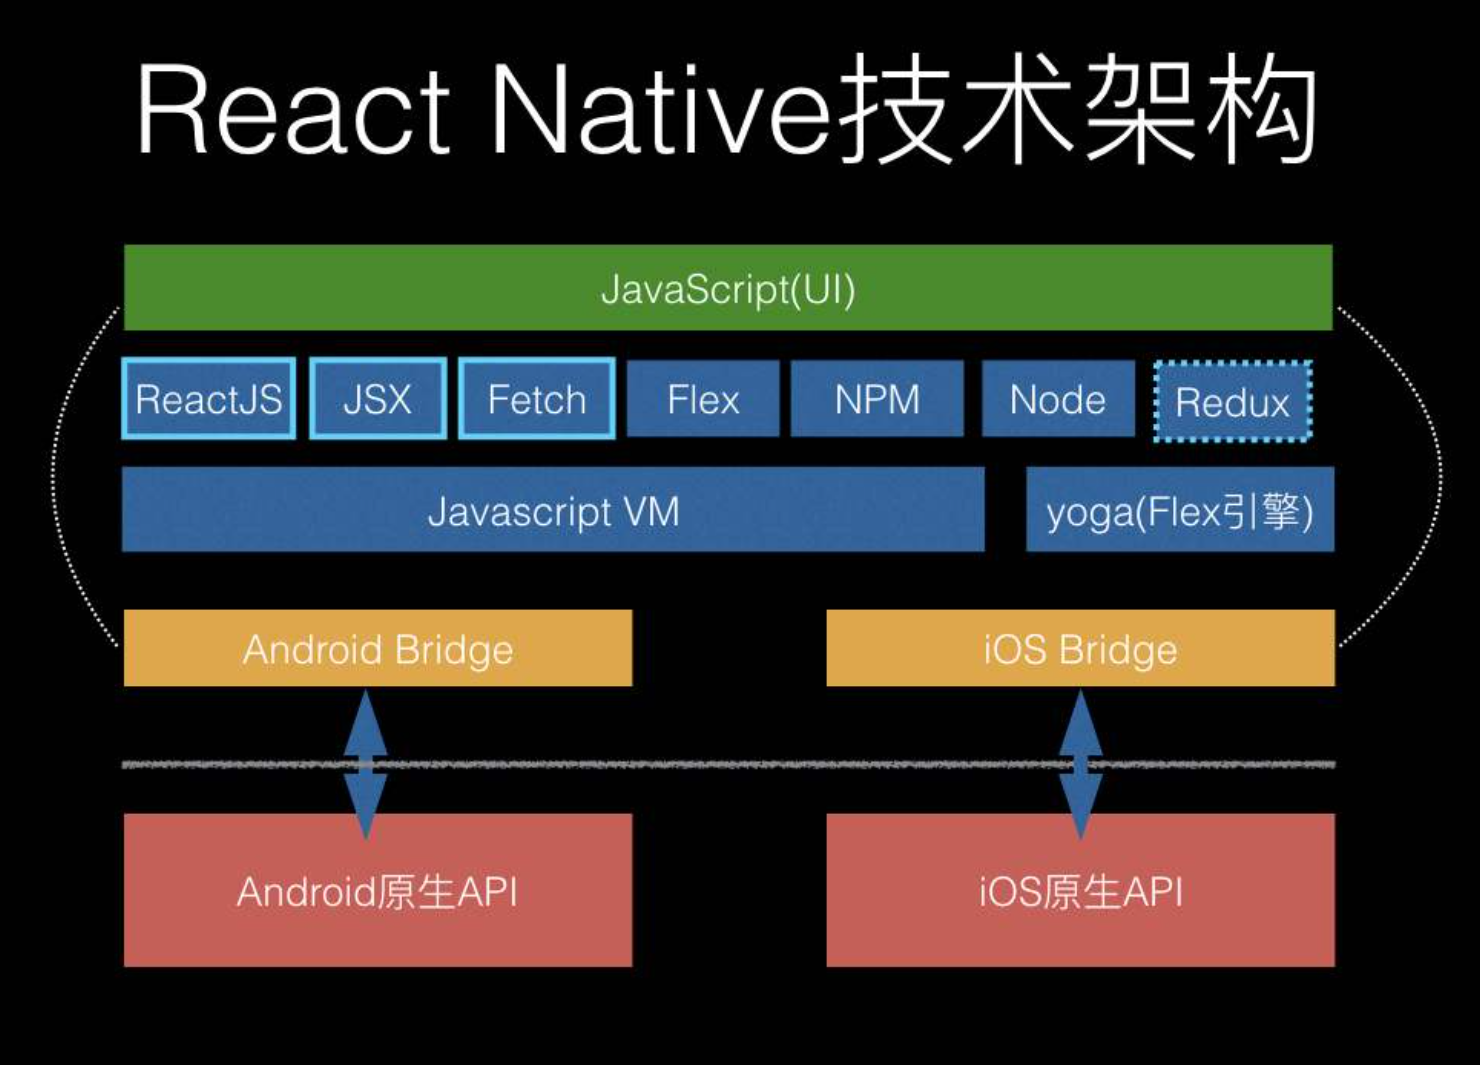 React Native技术架构
JavaScript(UI)
ReactJS JSX Fetch Flex NPM Node Redux
Javascript VM yoga(Flex引擎)
Android Bridge iOS Bridge
Android原生API iOS原生API